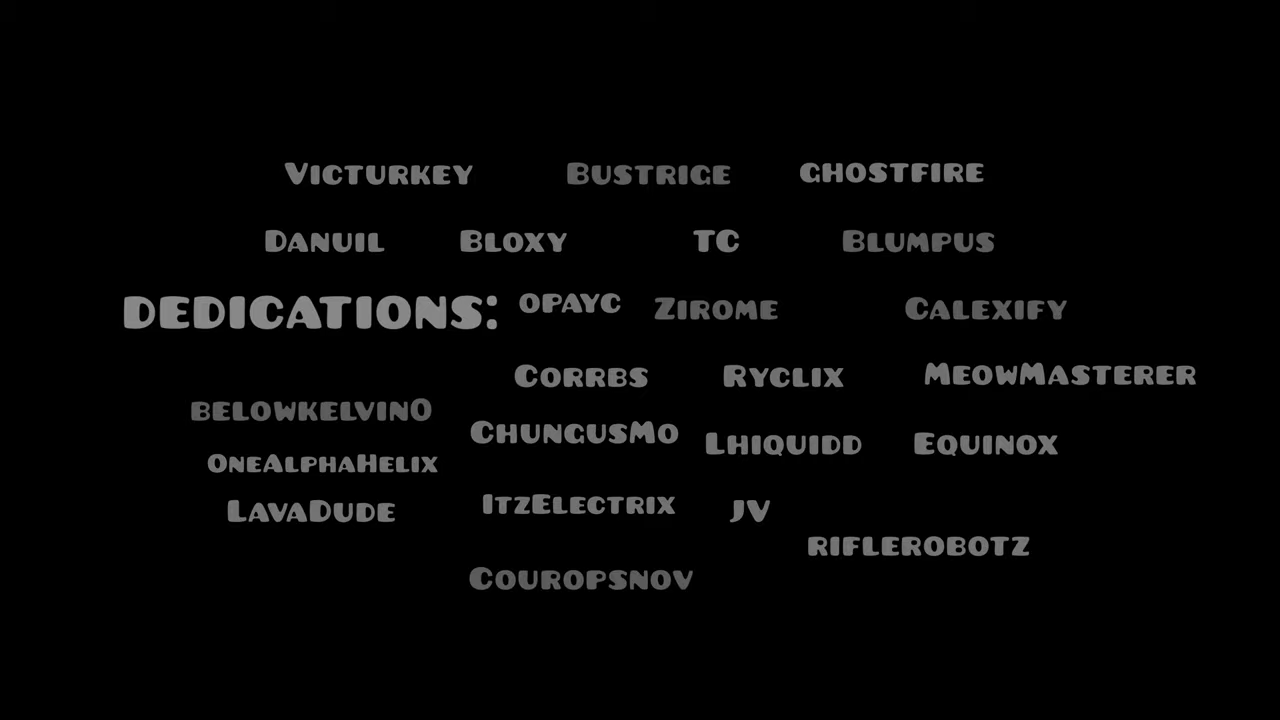 Victurkey Bustrige GHOSTFIRE
Danuil Bloxy TC Blumpus
DEDICATIONS: OPAYC Zirome Calexify
Corrbs Ryclix MeowMasterer
belowkelvin0
ChungusMo Lhiquidd Equinox
OneAlphaHelix
LavaDude ItzElectrix JV
riflerobotz
Couropsnov